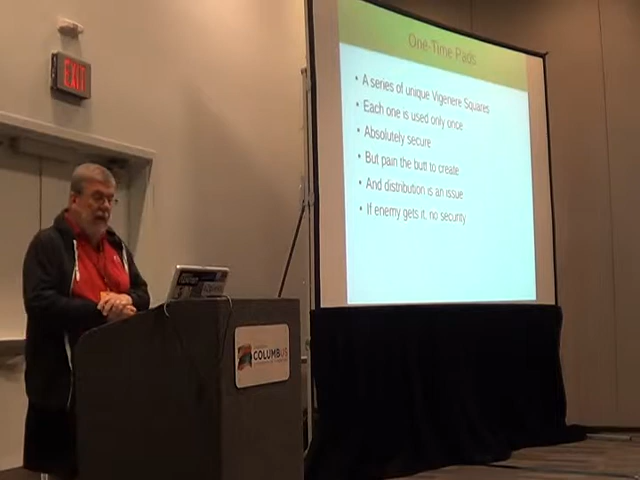 EXIT
One-Time Pads
• A series of unique Vigenere Squares
• Each one is used only once
• Absolutely secure
• But pain the butt to create
• And distribution is an issue
• If enemy gets it, no security
COLUMBUS